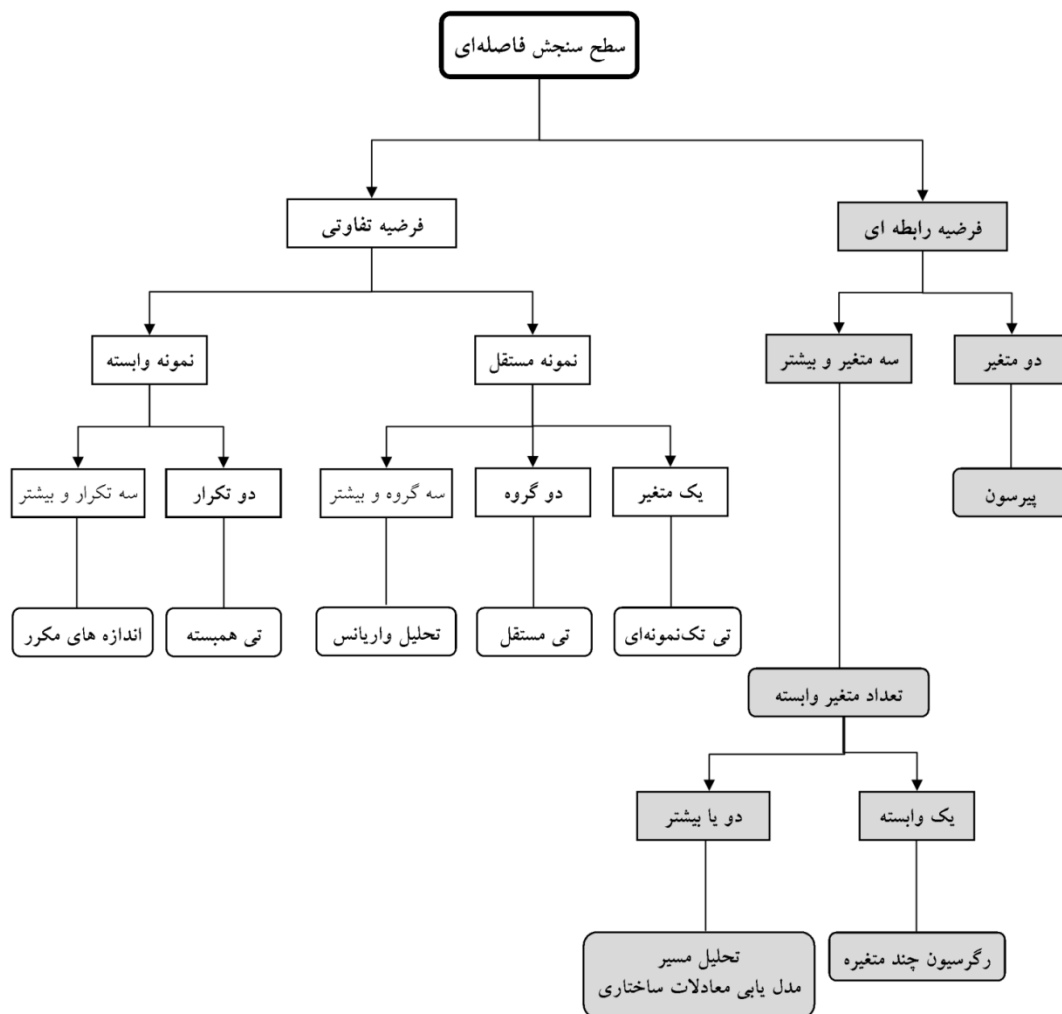 سطح سنجش فاصله‌ای
فرضیه رابطه ای
فرضیه تفاوتی
دو متغیر
سه متغیر و بیشتر
نمونه مستقل
نمونه وابسته
پیرسون
یک متغیر
دو گروه
سه گروه و بیشتر
دو تکرار
سه تکرار و بیشتر
تی تک‌نمونه‌ای
تی مستقل
تحلیل واریانس
تی همبسته
اندازه های مکرر
تعداد متغیر وابسته
یک وابسته
دو یا بیشتر
رگرسیون چند متغیره
تحلیل مسیر
مدل یابی معادلات ساختاری